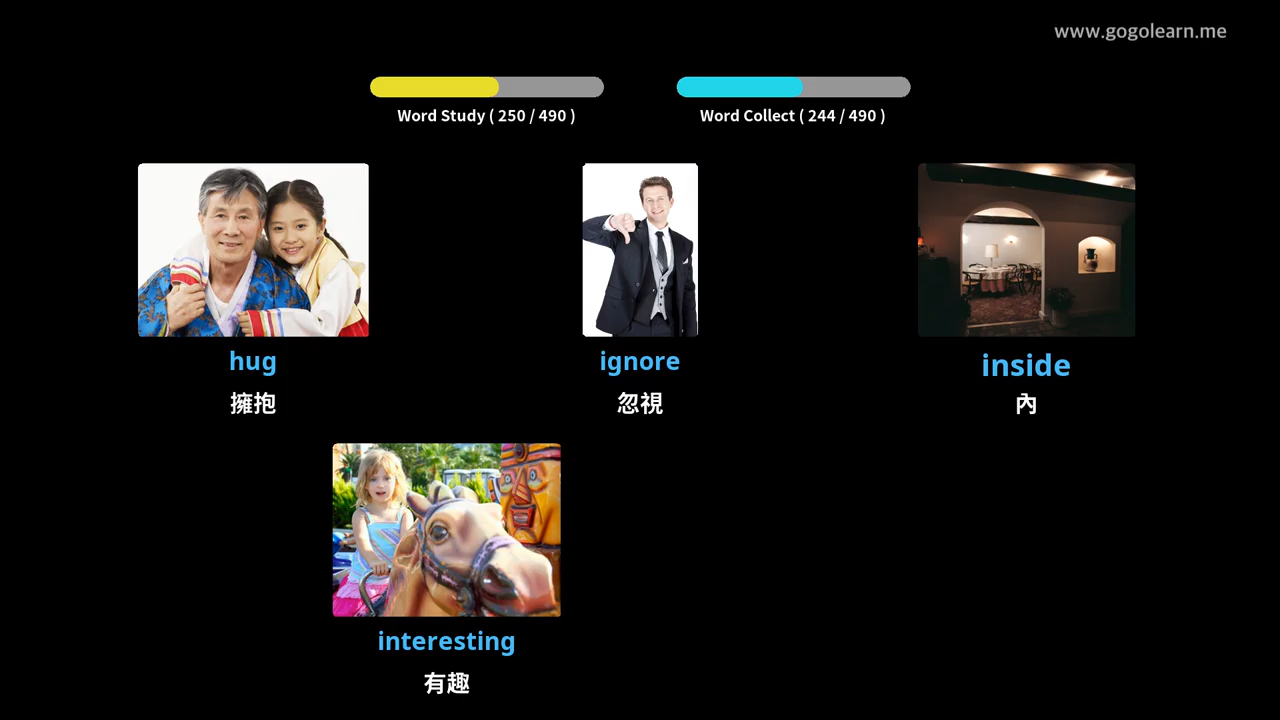 www.gogolearn.me
Word Study ( 250 / 490 )
Word Collect ( 244 / 490 )
hug
擁抱
ignore
忽視
inside
內
interesting
有趣